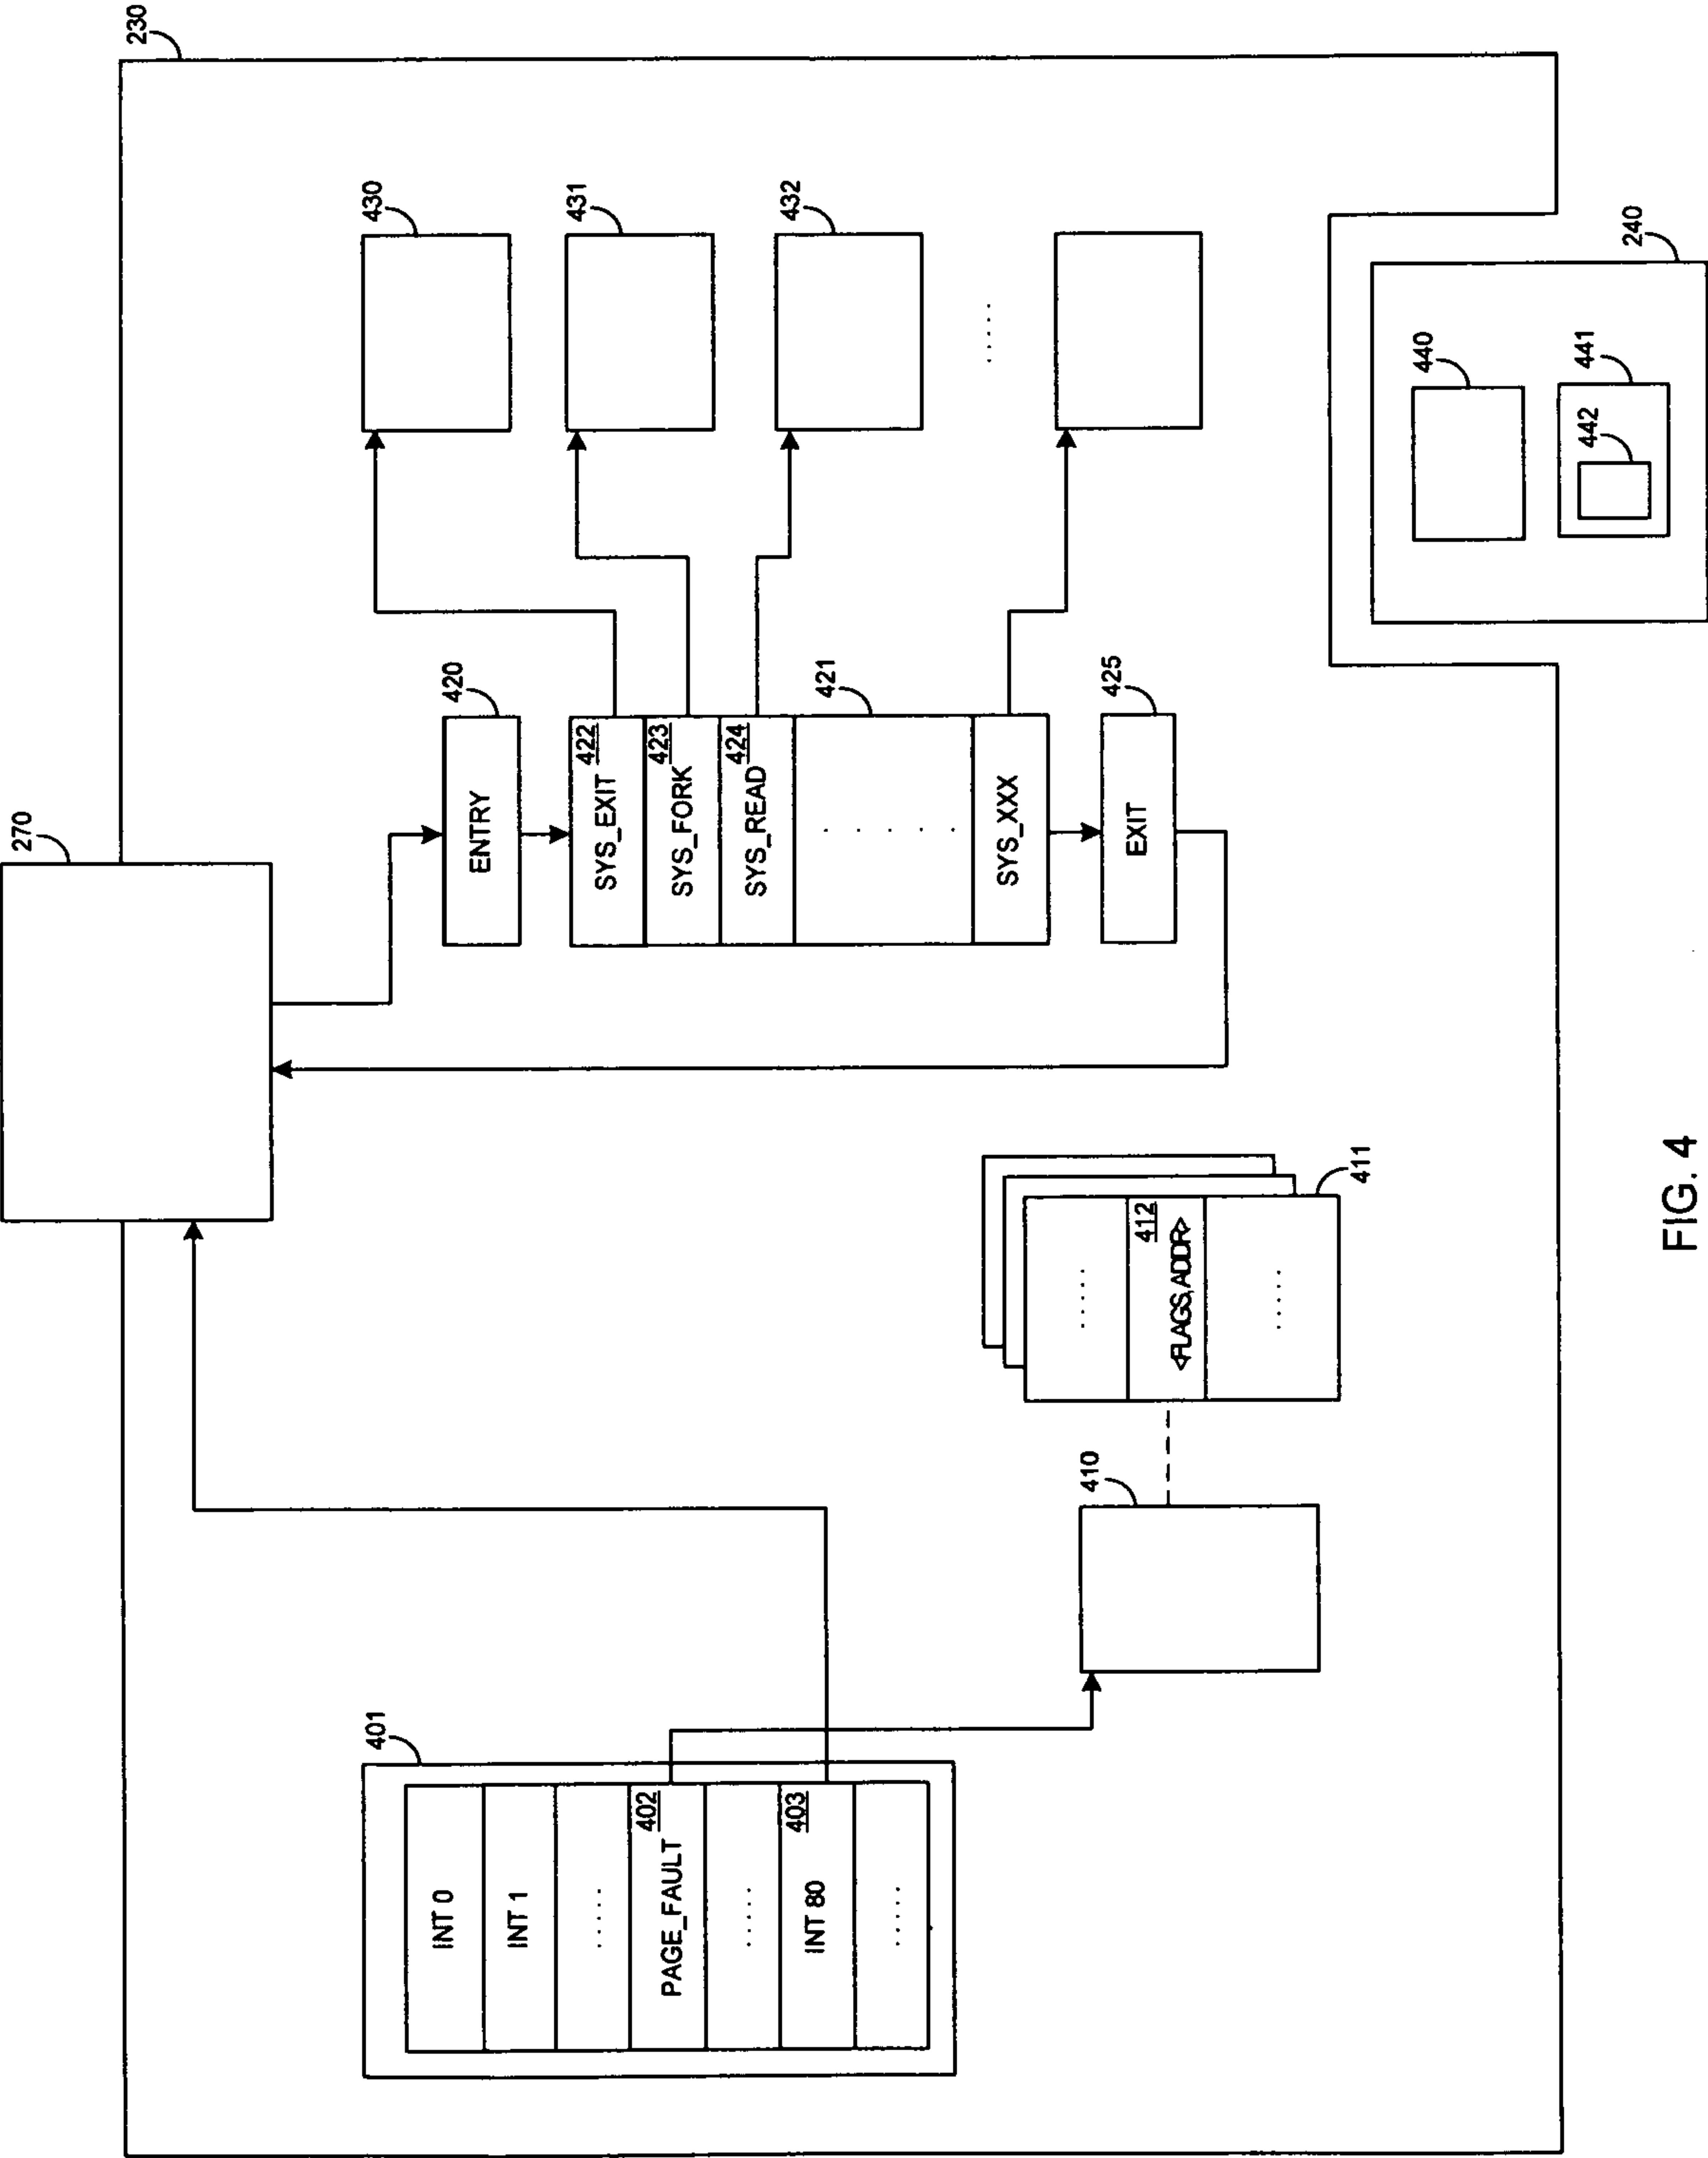 270
230
401
INT 0
INT 1
......
PAGE_FAULT 402
......
INT 80 403
......
420
ENTRY
SYS_EXIT 422
SYS_FORK 423
SYS_READ 424
421
. . . . .
SYS_XXX
425
EXIT
430
431
432
.....
410
411
.....
412
<FLAGS,ADDR>
.....
240
440
441
442
FIG. 4